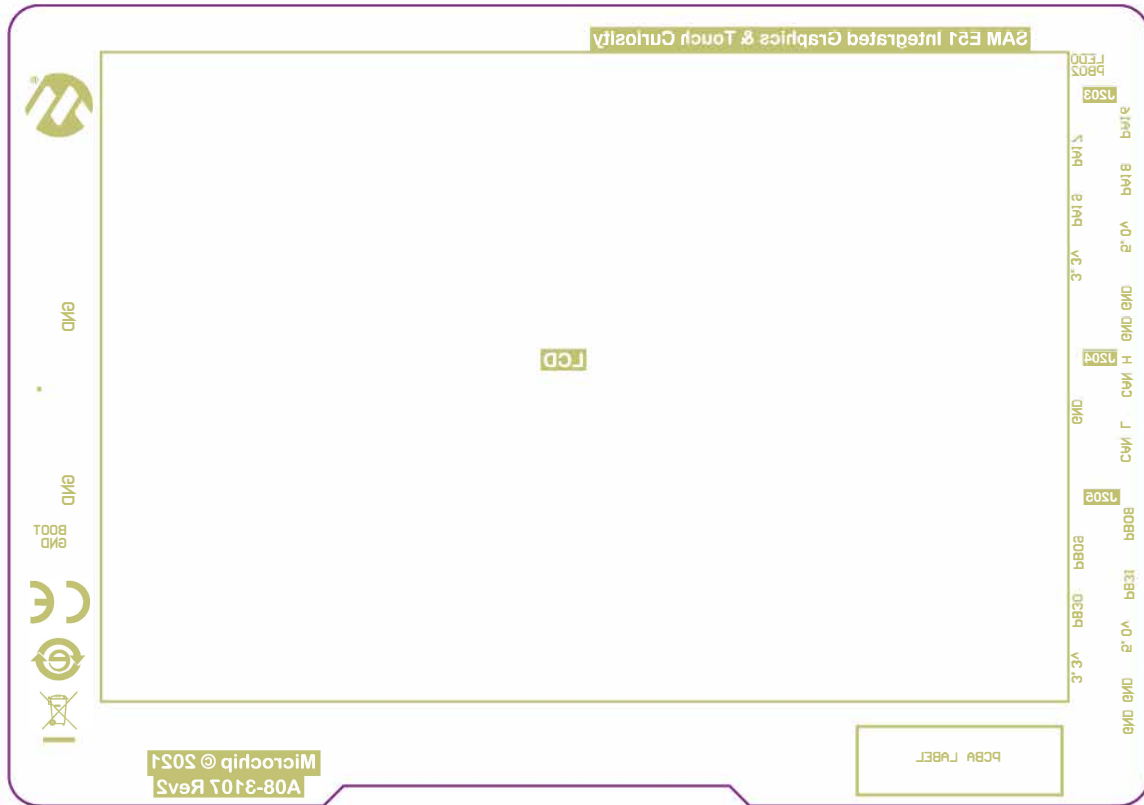 SAM E51 Integrated Graphics & Touch Curiosity
LED0
PB02
J203
PA16
PA17
PA18
PA19
5.0V
3.3V
GND
GND GND
LCD
J204
CAN H
GND
CAN L
GND
J205
BOOT
GND
PB08
PB09
PB31
PB30
5.0V
3.3V
GND GND
PCBA LABEL
Microchip © 2021
A08-3107 Rev2